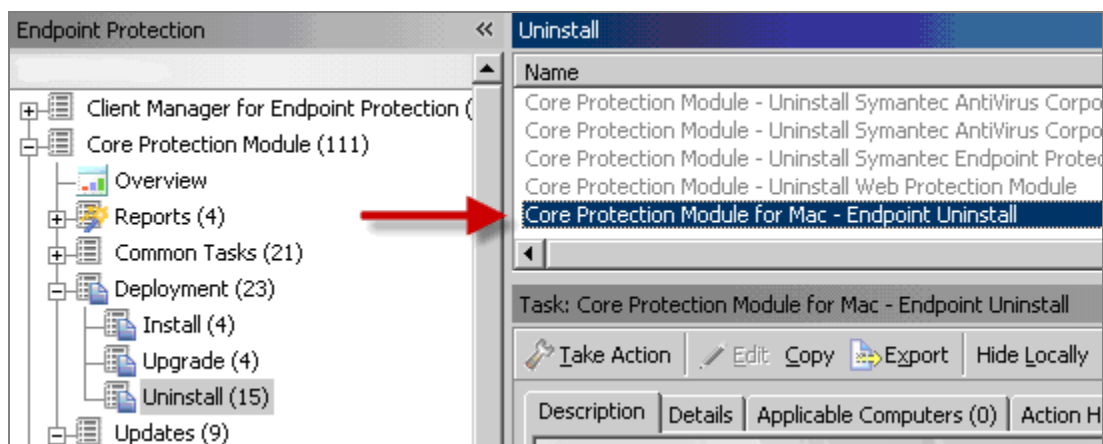 Endpoint Protection «
Client Manager for Endpoint Protection (
Core Protection Module (111)
Overview
Reports (4)
Common Tasks (21)
Deployment (23)
Install (4)
Upgrade (4)
Uninstall (15)
Updates (9)
Uninstall
Name
Core Protection Module - Uninstall Symantec AntiVirus Corpo
Core Protection Module - Uninstall Symantec AntiVirus Corpo
Core Protection Module - Uninstall Symantec Endpoint Protec
Core Protection Module - Uninstall Web Protection Module
Core Protection Module for Mac - Endpoint Uninstall
Task: Core Protection Module for Mac - Endpoint Uninstall
Take Action Edit Copy Export Hide Locally
Description Details Applicable Computers (0) Action H